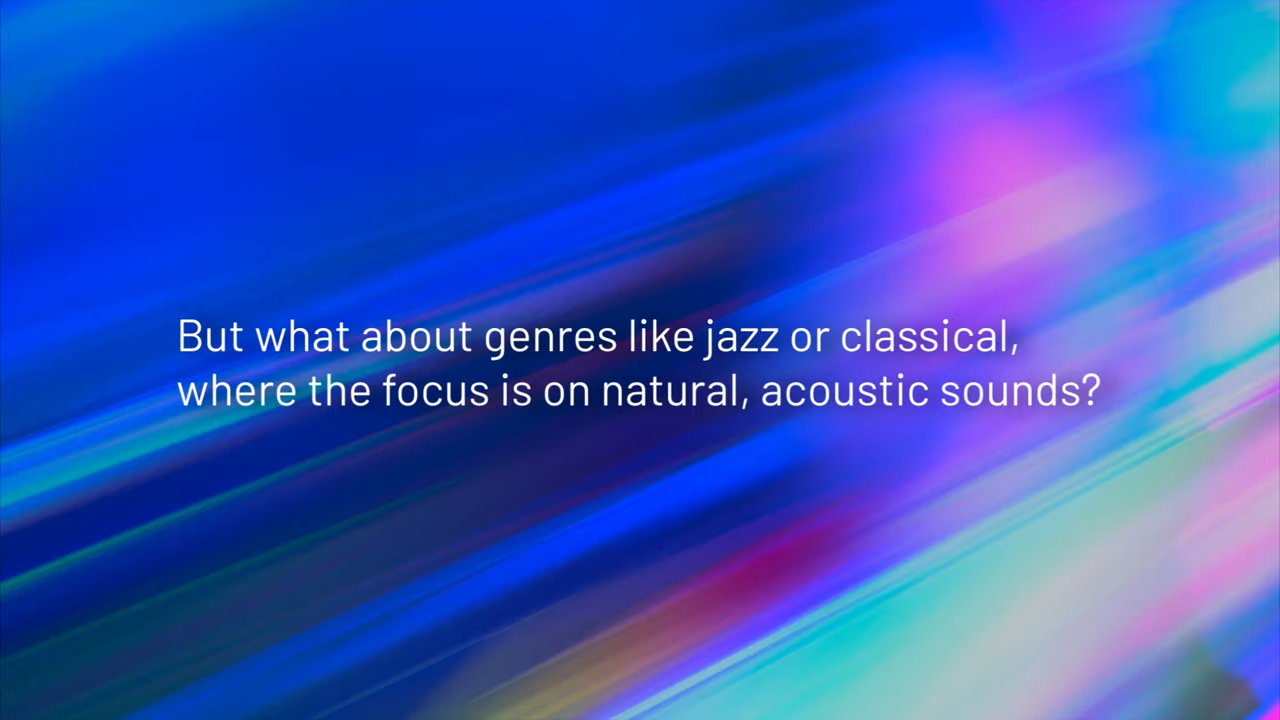 But what about genres like jazz or classical,
where the focus is on natural, acoustic sounds?